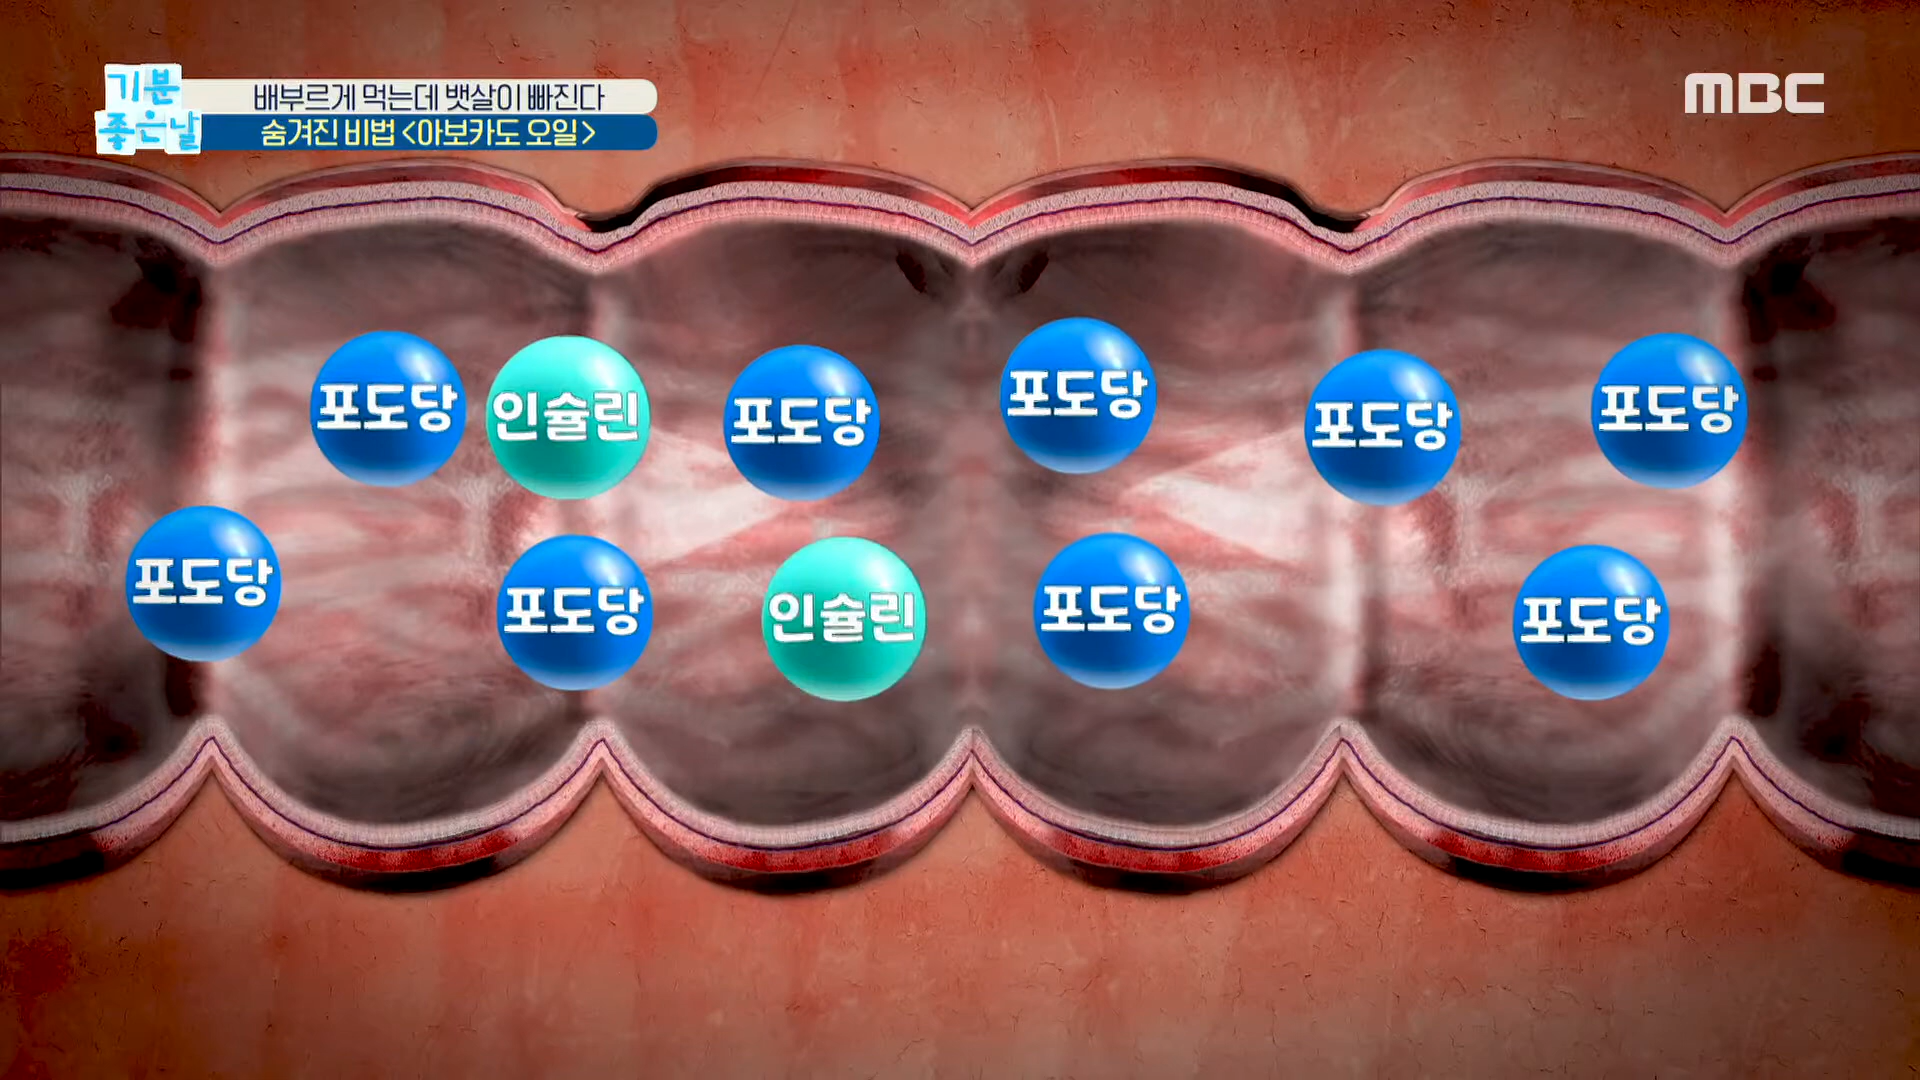 기분
좋은날
배부르게 먹는데 뱃살이 빠진다
숨겨진 비법 <아보카도 오일>
MBC
포도당
인슐린
포도당
포도당
포도당
포도당
포도당
포도당
인슐린
포도당
포도당